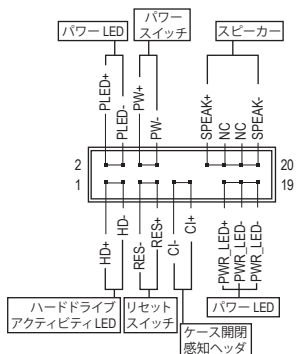 パワー LED
パワー
スイッチ
スピーカー
PLED+
PLED-
PW+
PW-
SPEAK+
NC
NC
SPEAK-
2
20
1
19
HD+
HD-
RES-
RES+
CI-
CI+
PWR_LED+
PWR_LED-
PWR_LED-
ハードドライブ
アクティビティ LED
リセット
スイッチ
パワー LED
ケース開閉
感知ヘッダ